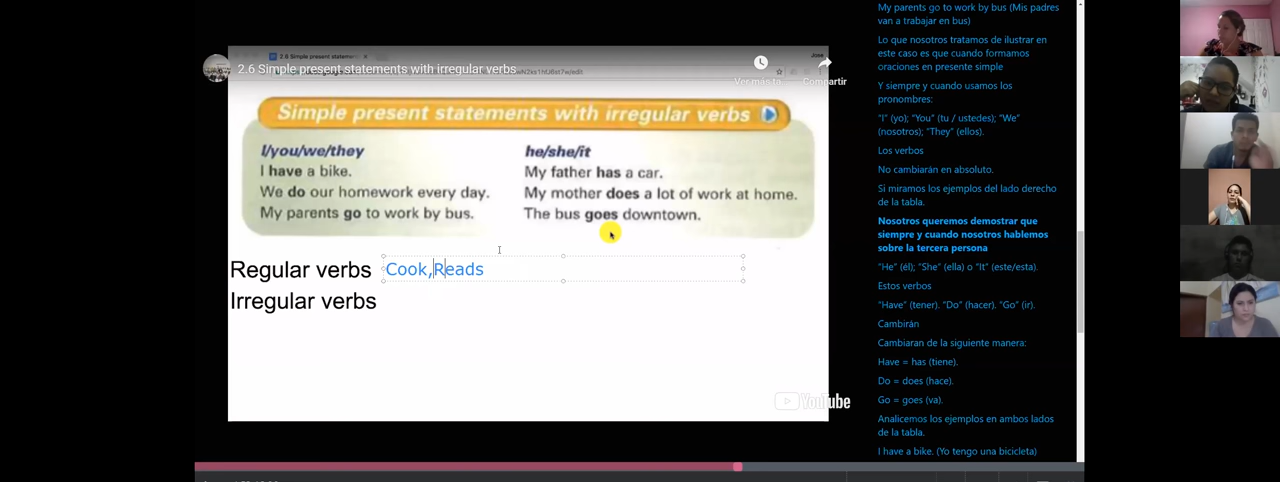 2.6 Simple present statements with irregular verbs
Ver más ta...
Compartir
Simple present statements with irregular verbs
I/you/we/they
I have a bike.
We do our homework every day.
My parents go to work by bus.
he/she/it
My father has a car.
My mother does a lot of work at home.
The bus goes downtown.
Regular verbs
Cook,Reads
Irregular verbs
YouTube
My parents go to work by bus (Mis padres
van a trabajar en bus)
Lo que nosotros tratamos de ilustrar en
este caso es que cuando formamos
oraciones en presente simple
Y siempre y cuando usamos los
pronombres:
"I" (yo); "You" (tu / ustedes); "We"
(nosotros); "They" (ellos).
Los verbos
No cambiarán en absoluto.
Si miramos los ejemplos del lado derecho
de la tabla.
Nosotros queremos demostrar que
siempre y cuando nosotros hablemos
sobre la tercera persona
"He" (él); "She" (ella) o "It" (este/esta).
Estos verbos
"Have" (tener). "Do" (hacer). "Go" (ir).
Cambirán
Cambiaran de la siguiente manera:
Have = has (tiene).
Do = does (hace).
Go = goes (va).
Analicemos los ejemplos en ambos lados
de la tabla.
I have a bike. (Yo tengo una bicicleta)